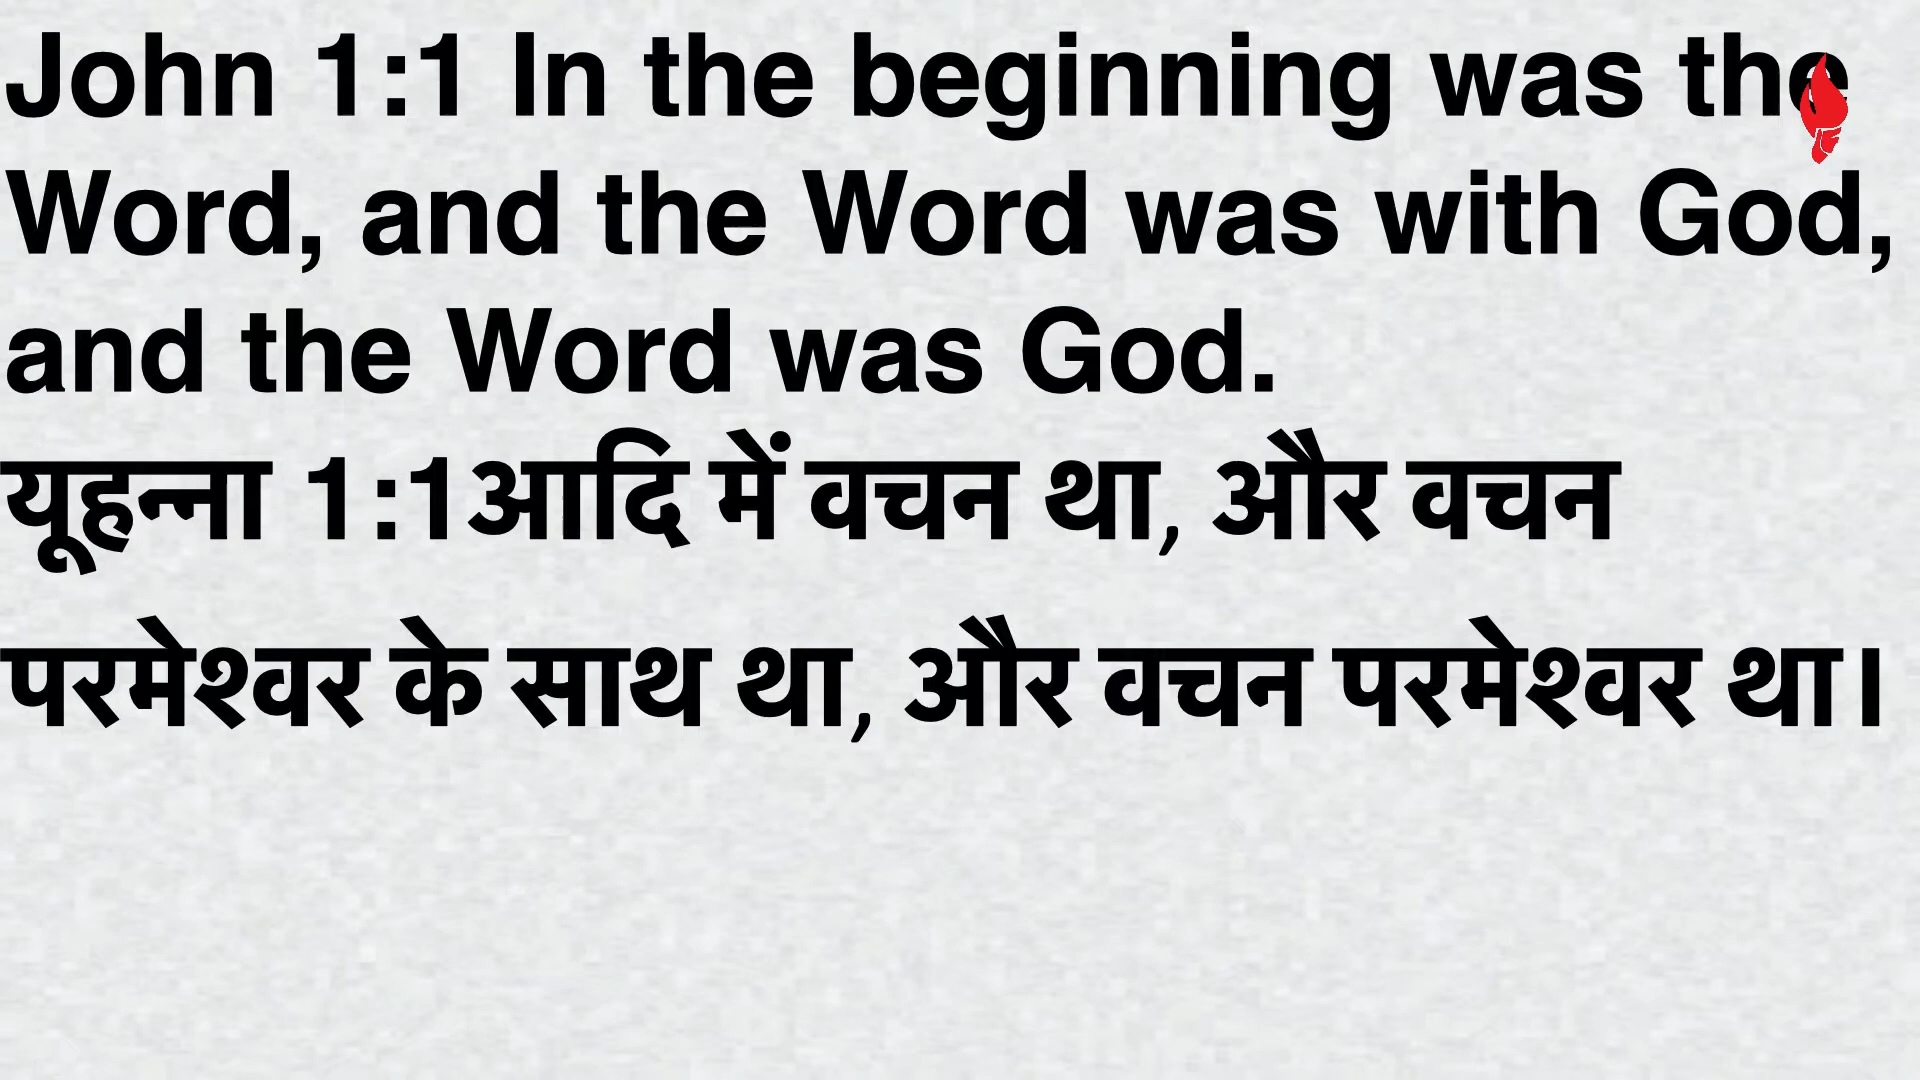 John 1:1 In the beginning was the
Word, and the Word was with God,
and the Word was God.
यूहन्ना 1:1आदि में वचन था, और वचन
परमेश्वर के साथ था, और वचन परमेश्वर था।